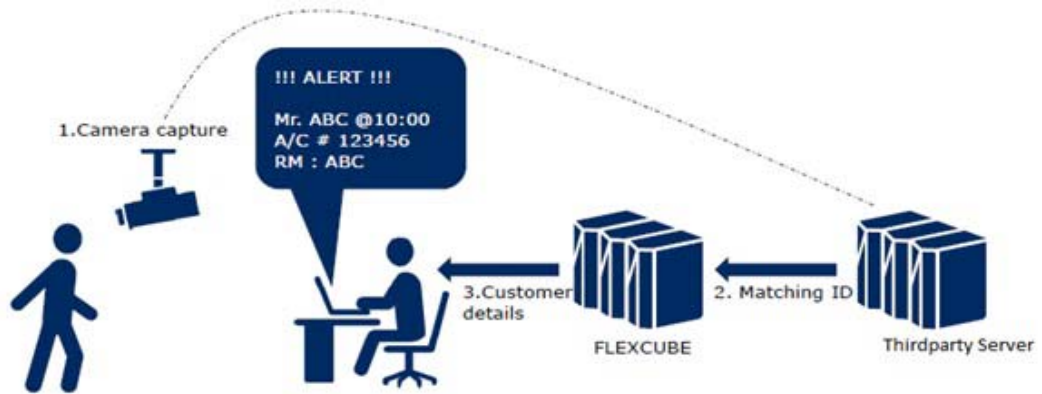 !!! ALERT !!!
Mr. ABC @10:00
A/C # 123456
RM : ABC
1.Camera capture
3.Customer
details
2. Matching ID
FLEXCUBE
Thirdparty Server